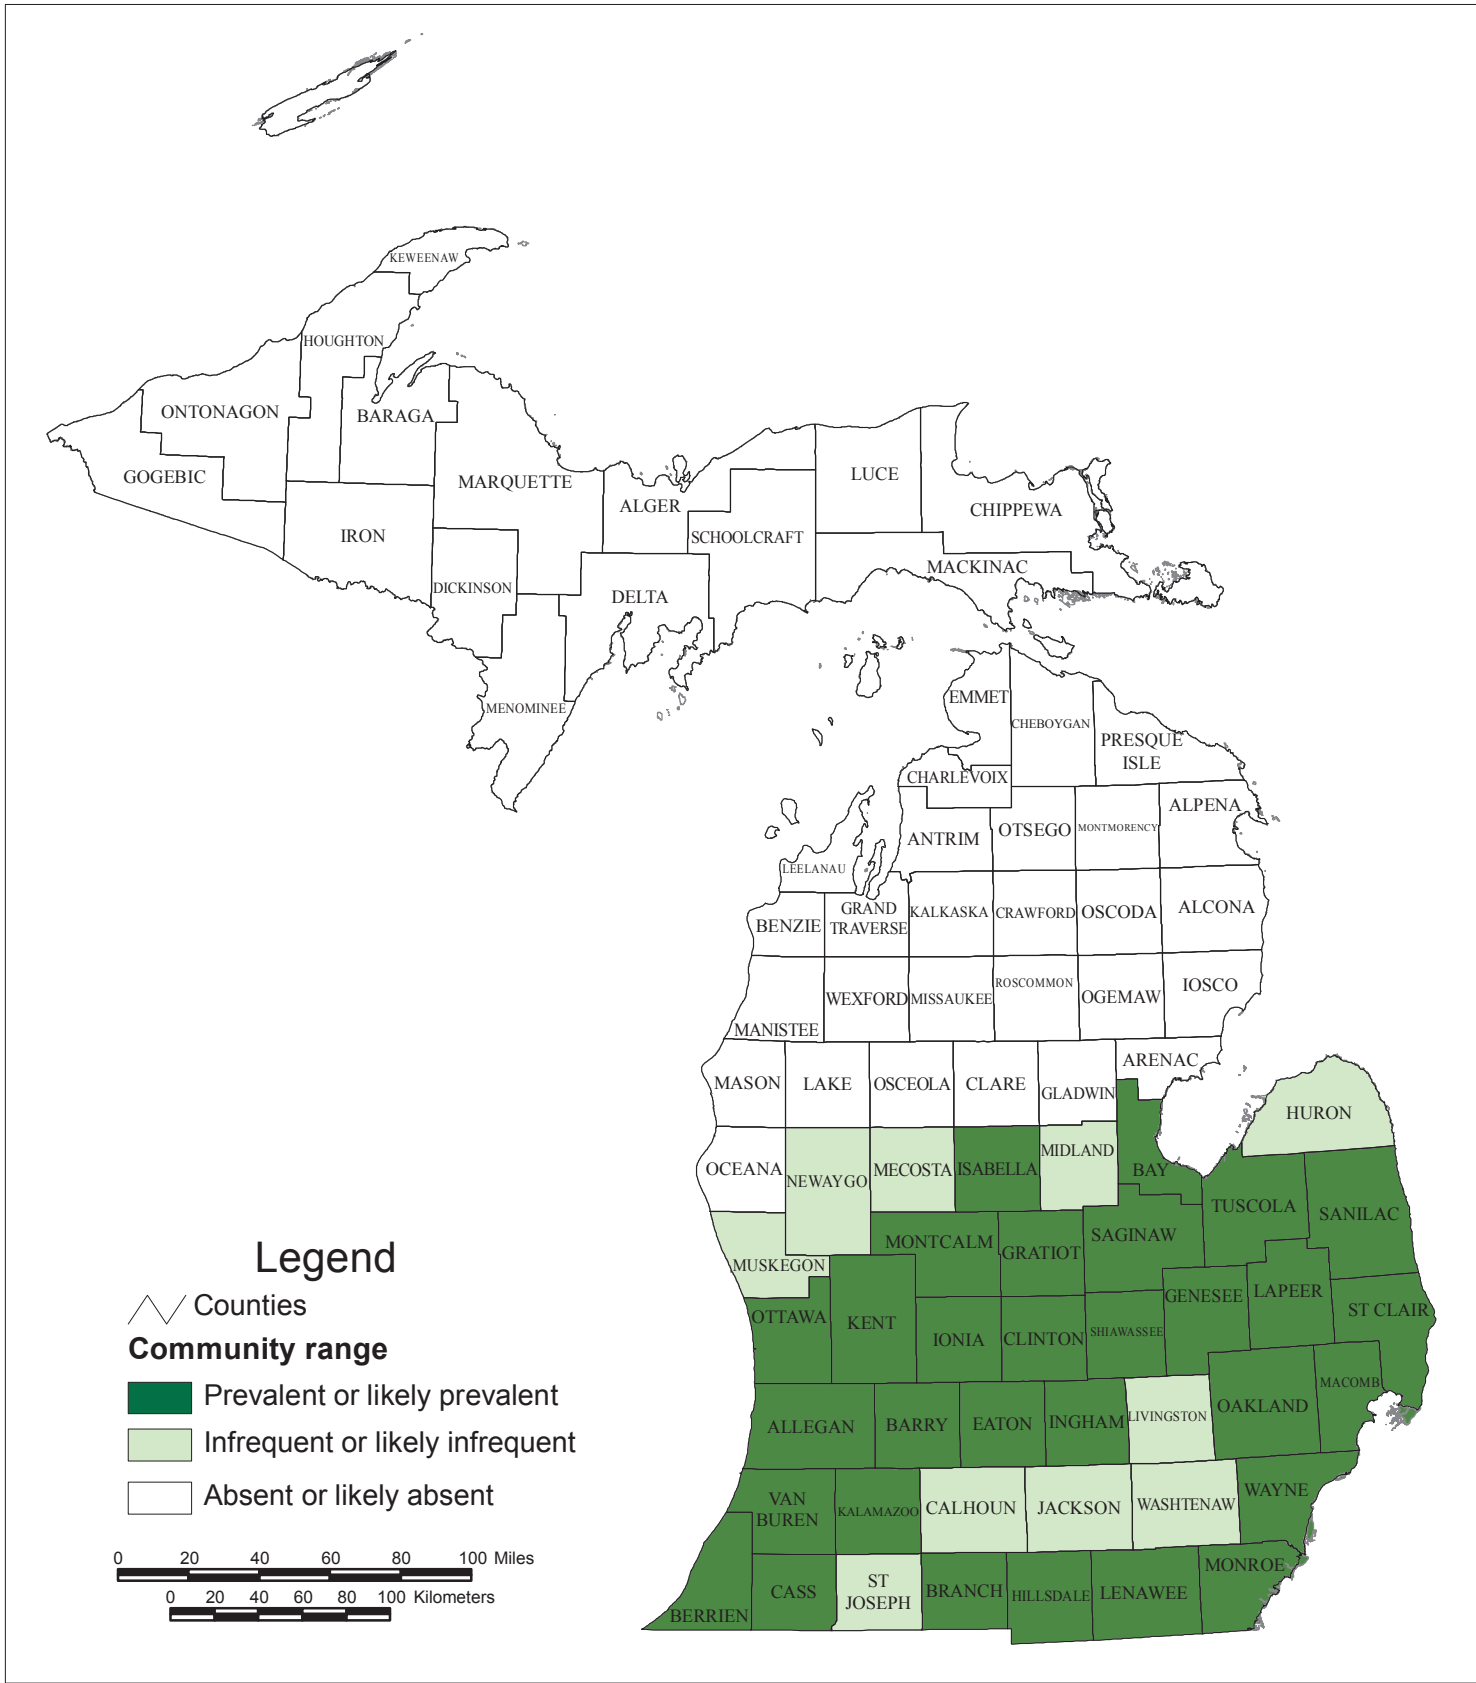 KEWEENAW
HOUGHTON
ONTONAGON
BARAGA
GOGEBIC
MARQUETTE
LUCE
ALGER
CHIPPEWA
IRON
SCHOOLCRAFT
MACKINAC
DICKINSON
DELTA
MENOMINEE
EMMET
CHEBOYGAN
PRESQUE
ISLE
CHARLEVOIX
ALPENA
ANTRIM
OTSEGO
MONTMORENCY
LEELANAU
BENZIE
GRAND
TRAVERSE
KALKASKA
CRAWFORD
OSCODA
ALCONA
MANISTEE
WEXFORD
MISSAUKEE
ROSCOMMON
OGEMAW
IOSCO
ARENAC
MASON
LAKE
OSCEOLA
CLARE
GLADWIN
HURON
OCEANA
NEWAYGO
MECOSTA
ISABELLA
MIDLAND
BAY
TUSCOLA
SANILAC
MUSKEGON
MONTCALM
GRATIOT
SAGINAW
OTTAWA
KENT
IONIA
CLINTON
SHIAWASSEE
GENESEE
LAPEER
ST CLAIR
ALLEGAN
BARRY
EATON
INGHAM
LIVINGSTON
OAKLAND
MACOMB
VAN
BUREN
KALAMAZOO
CALHOUN
JACKSON
WASHTENAW
WAYNE
BERRIEN
CASS
ST
JOSEPH
BRANCH
HILLSDALE
LENAWEE
MONROE
Legend
Counties
Community range
Prevalent or likely prevalent
Infrequent or likely infrequent
Absent or likely absent
0 20 40 60 80 100 Miles
0 20 40 60 80 100 Kilometers